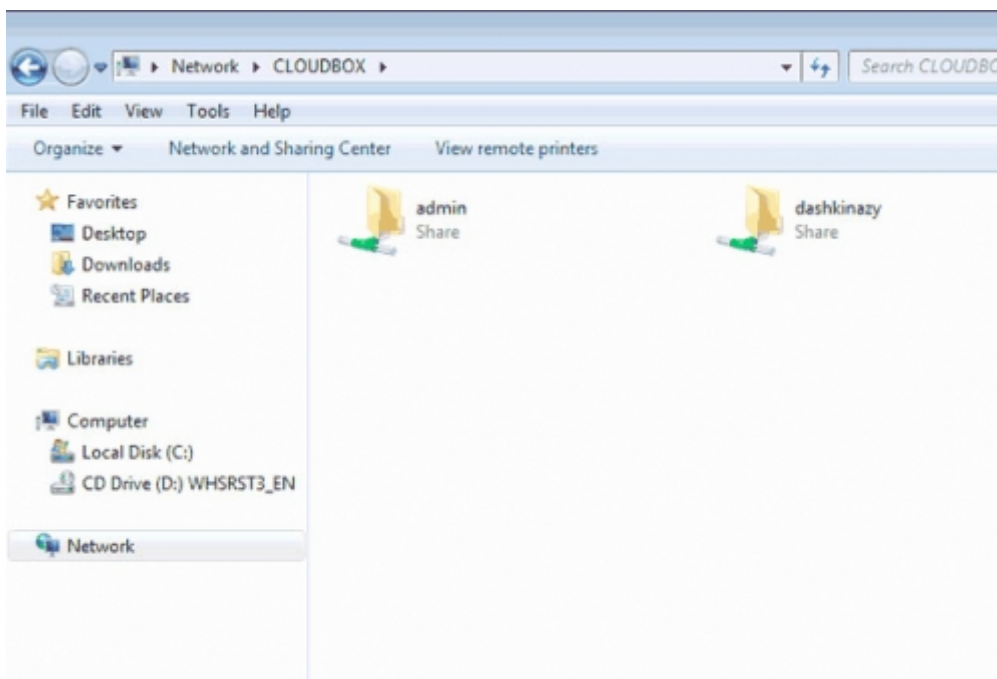 Network ▸ CLOUDBOX ▸
Search CLOUDBO
File Edit View Tools Help
Organize Network and Sharing Center View remote printers
Favorites
Desktop
Downloads
Recent Places
Libraries
Computer
Local Disk (C:)
CD Drive (D:) WHSRST3_EN
Network
admin
Share
dashkinazy
Share